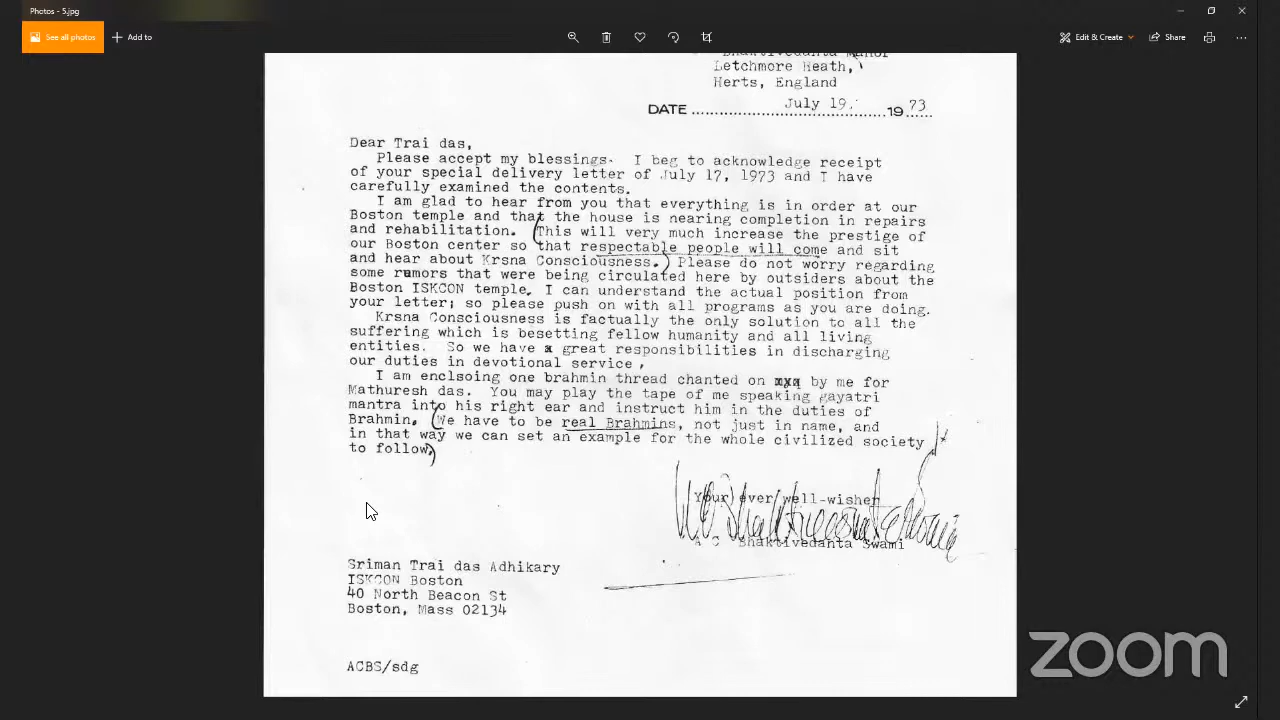 Photos - 5.jpg
See all photos
Add to
Edit & Create
Share
Bhaktivedanta Manor
Letchmore Heath,
Herts, England
DATE July 19, 1973
Dear Trai das,
Please accept my blessings. I beg to acknowledge receipt
of your special delivery letter of July 17, 1973 and I have
carefully examined the contents.
I am glad to hear from you that everything is in order at our
Boston temple and that the house is nearing completion in repairs
and rehabilitation. (This will very much increase the prestige of
our Boston center so that respectable people will come and sit
and hear about Krsna Consciousness.) Please do not worry regarding
some rumors that were being circulated here by outsiders about the
Boston ISKCON temple. I can understand the actual position from
your letter; so please push on with all programs as you are doing.
Krsna Consciousness is factually the only solution to all the
suffering which is besetting fellow humanity and all living
entities. So we have great responsibilities in discharging
our duties in devotional service,
I am enclsoing one brahmin thread chanted on by me for
Mathuresh das. You may play the tape of me speaking gayatri
mantra into his right ear and instruct him in the duties of
Brahmin. (We have to be real Brahmins, not just in name, and
in that way we can set an example for the whole civilized society
to follow.)
Your ever well-wisher
A C Bhaktivedanta Swami
Sriman Trai das Adhikary
ISKCON Boston
40 North Beacon St
Boston, Mass 02134
ACBS/sdg
zoom